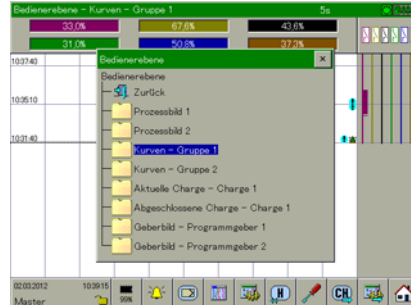 Bedienerebene - Kurven - Gruppe 1 5s
33,0% 67,6% 43,6%
31,0% 50,8% 37,3%
10:37:40
10:35:10
10:31:40
Bedienerebene
Bedienerebene
Zurück
Prozessbild 1
Prozessbild 2
Kurven - Gruppe 1
Kurven - Gruppe 2
Aktuelle Charge - Charge 1
Abgeschlossene Charge - Charge 1
Geberbild - Programmgeber 1
Geberbild - Programmgeber 2
02.03.2012 10:39:15
Master 99% H CH